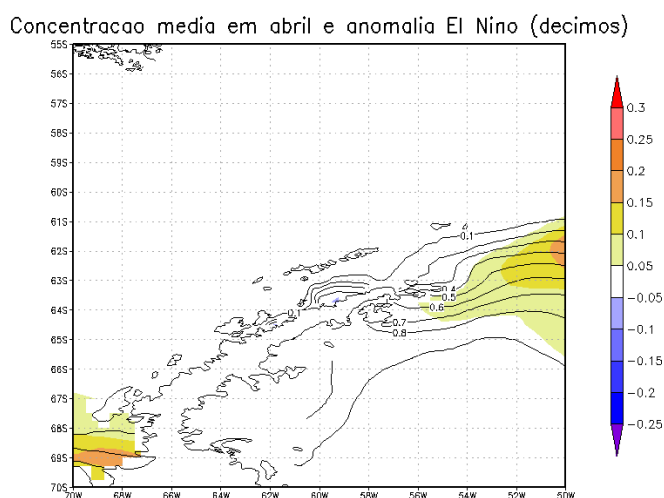 Concentracao media em abril e anomalia El Nino (decimos)
55S
56S
57S
58S
59S
60S
61S
62S
63S
64S
65S
66S
67S
68S
69S
70S
70W 68W 66W 64W 62W 60W 58W 56W 54W 52W 50W
0.1
0.4
0.5
0.6
0.1
0.7
0.8
0.3
0.25
0.2
0.15
0.1
0.05
-0.05
-0.1
-0.15
-0.2
-0.25